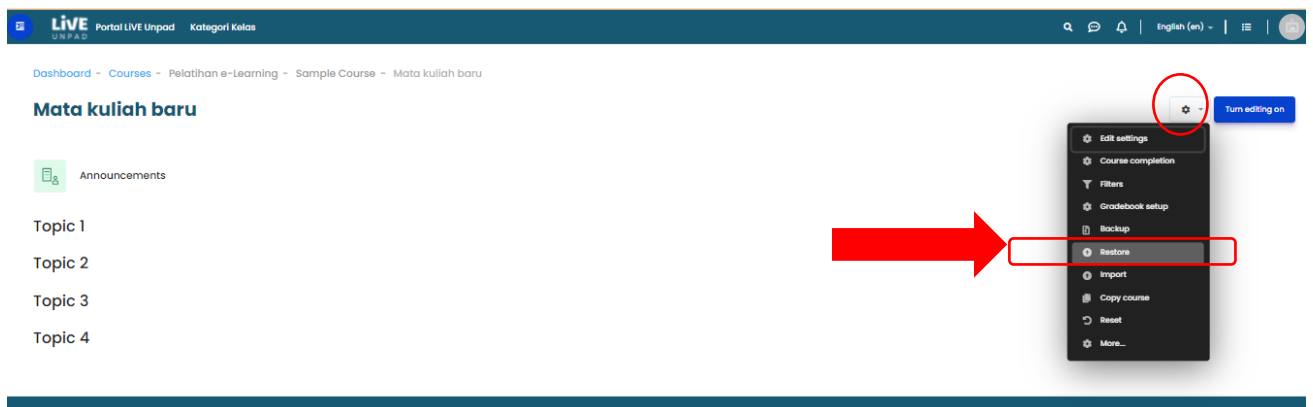 LiVE UNPAD Portal LiVE Unpad Kategori Kelas English (en)
Dashboard - Courses - Pelatihan e-Learning - Sample Course - Mata kuliah baru
Mata kuliah baru
Turn editing on
Edit settings
Course completion
Filters
Gradebook setup
Backup
Restore
Import
Copy course
Reset
More...
Announcements
Topic 1
Topic 2
Topic 3
Topic 4